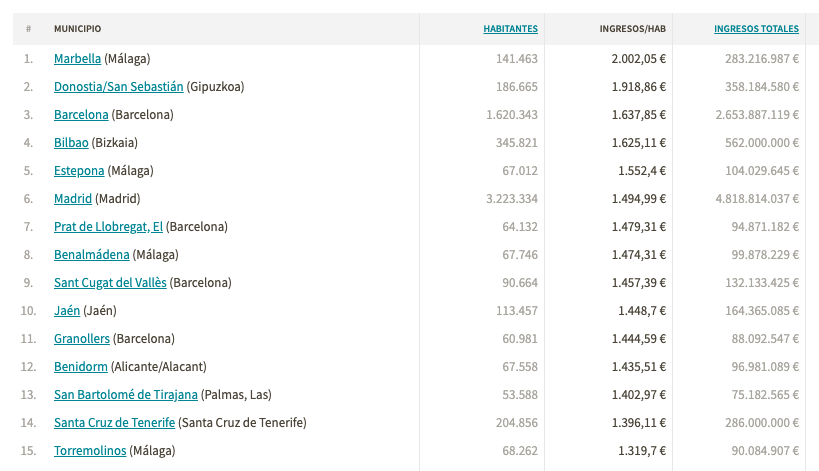 # MUNICIPIO HABITANTES INGRESOS/HAB INGRESOS TOTALES
1. Marbella (Málaga) 141.463 2.002,05 € 283.216.987 €
2. Donostia/San Sebastián (Gipuzkoa) 186.665 1.918,86 € 358.184.580 €
3. Barcelona (Barcelona) 1.620.343 1.637,85 € 2.653.887.119 €
4. Bilbao (Bizkaia) 345.821 1.625,11 € 562.000.000 €
5. Estepona (Málaga) 67.012 1.552,4 € 104.029.645 €
6. Madrid (Madrid) 3.223.334 1.494,99 € 4.818.814.037 €
7. Prat de Llobregat, El (Barcelona) 64.132 1.479,31 € 94.871.182 €
8. Benalmádena (Málaga) 67.746 1.474,31 € 99.878.229 €
9. Sant Cugat del Vallès (Barcelona) 90.664 1.457,39 € 132.133.425 €
10. Jaén (Jaén) 113.457 1.448,7 € 164.365.085 €
11. Granollers (Barcelona) 60.981 1.444,59 € 88.092.547 €
12. Benidorm (Alicante/Alacant) 67.558 1.435,51 € 96.981.089 €
13. San Bartolomé de Tirajana (Palmas, Las) 53.588 1.402,97 € 75.182.565 €
14. Santa Cruz de Tenerife (Santa Cruz de Tenerife) 204.856 1.396,11 € 286.000.000 €
15. Torremolinos (Málaga) 68.262 1.319,7 € 90.084.907 €